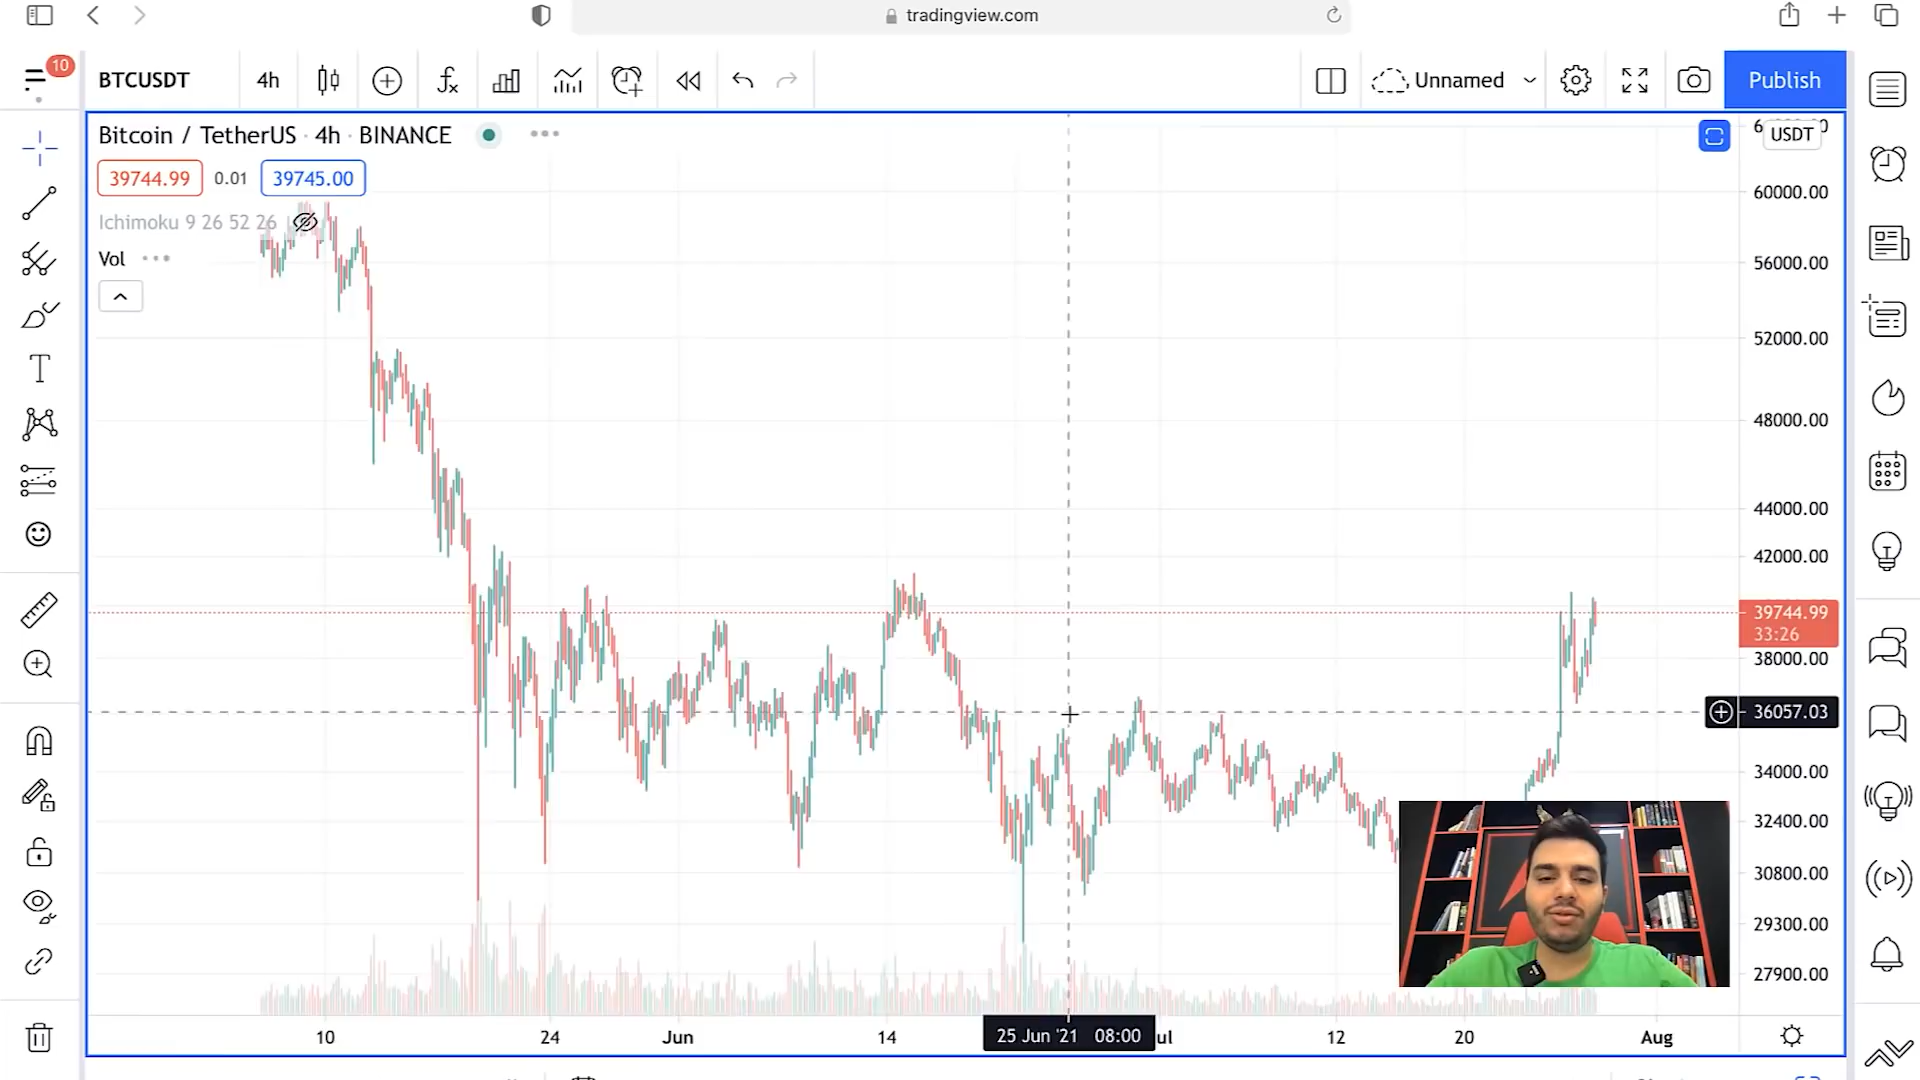 tradingview.com
10
BTCUSDT
4h
Unnamed
Publish
Bitcoin / TetherUS · 4h · BINANCE
USDT
39744.99
0.01
39745.00
Ichimoku 9 26 52 26
Vol
60000.00
56000.00
52000.00
48000.00
44000.00
42000.00
39744.99
33:26
38000.00
36057.03
34000.00
32400.00
30800.00
29300.00
27900.00
10
24
Jun
14
25 Jun '21 08:00
ul
12
20
Aug